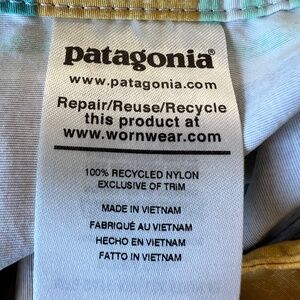 patagonia®
www.patagonia.com
Repair/Reuse/Recycle
this product at
www.wornwear.com
100% RECYCLED NYLON
EXCLUSIVE OF TRIM
MADE IN VIETNAM
FABRIQUÉ AU VIETNAM
HECHO EN VIETNAM
FATTO IN VIETNAM